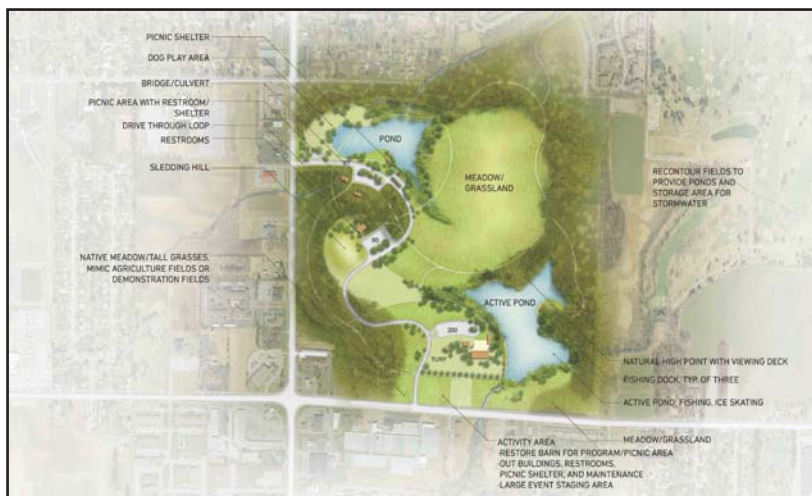 PICNIC SHELTER
DOG PLAY AREA
BRIDGE/CULVERT
PICNIC AREA WITH RESTROOM/
SHELTER
DRIVE THROUGH LOOP
RESTROOMS
SLEDDING HILL
NATIVE MEADOW/TALL GRASSES,
MIMIC AGRICULTURE FIELDS OR
DEMONSTRATION FIELDS
POND
MEADOW/
GRASSLAND
RECONTOUR FIELDS TO
PROVIDE PONDS AND
STORAGE AREA FOR
STORMWATER
80
ACTIVE POND
200
TURF
NATURAL HIGH POINT WITH VIEWING DECK
FISHING DOCK, TYP. OF THREE
ACTIVE POND, FISHING, ICE SKATING
MEADOW/GRASSLAND
ACTIVITY AREA
-RESTORE BARN FOR PROGRAM/PICNIC AREA
-OUT BUILDINGS, RESTROOMS,
PICNIC SHELTER, AND MAINTENANCE
-LARGE EVENT STAGING AREA